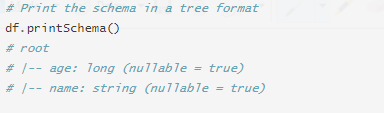 # Print the schema in a tree format
df.printSchema()
# root
# |-- age: long (nullable = true)
# |-- name: string (nullable = true)